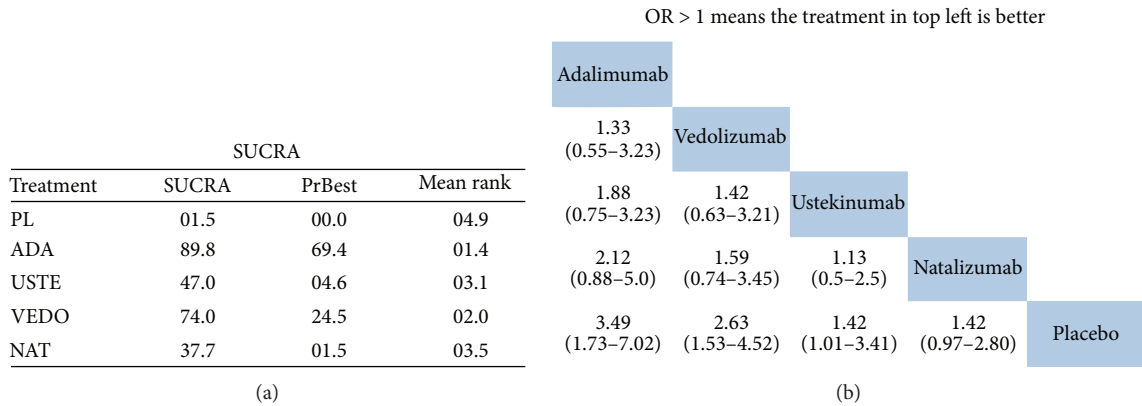 SUCRA
Treatment SUCRA PrBest Mean rank
PL 01.5 00.0 04.9
ADA 89.8 69.4 01.4
USTE 47.0 04.6 03.1
VEDO 74.0 24.5 02.0
NAT 37.7 01.5 03.5
(a)
OR > 1 means the treatment in top left is better
Adalimumab
1.33 Vedolizumab
(0.55–3.23)
1.88 1.42 Ustekinumab
(0.75–3.23) (0.63–3.21)
2.12 1.59 1.13 Natalizumab
(0.88–5.0) (0.74–3.45) (0.5–2.5)
3.49 2.63 1.42 1.42 Placebo
(1.73–7.02) (1.53–4.52) (1.01–3.41) (0.97–2.80)
(b)